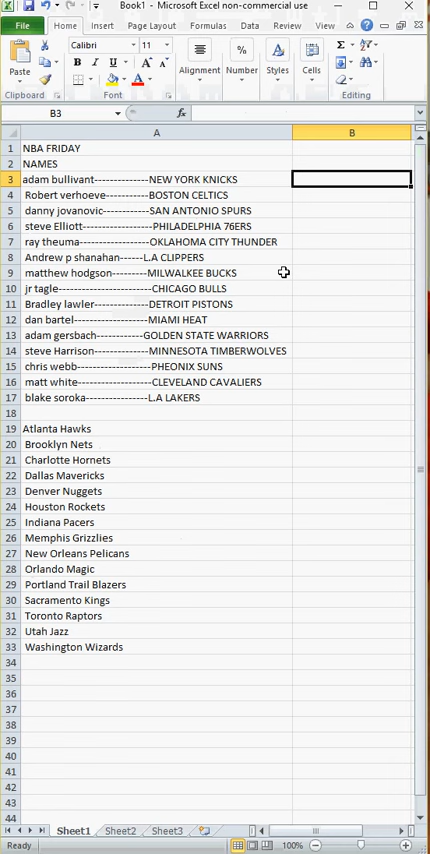 Book1 - Microsoft Excel non-commercial use
File Home Insert Page Layout Formulas Data Review View
Paste
Calibri 11
B I U A A
Alignment Number Styles Cells
Clipboard Font Editing
B3 fx
A B
1 NBA FRIDAY
2 NAMES
3 adam bullivant--------------NEW YORK KNICKS
4 Robert verhoeve------------BOSTON CELTICS
5 danny jovanovic------------SAN ANTONIO SPURS
6 steve Elliott------------------PHILADELPHIA 76ERS
7 ray theuma------------------OKLAHOMA CITY THUNDER
8 Andrew p shanahan------L.A CLIPPERS
9 matthew hodgson---------MILWALKEE BUCKS
10 jr tagle------------------------CHICAGO BULLS
11 Bradley lawler--------------DETROIT PISTONS
12 dan bartel--------------------MIAMI HEAT
13 adam gersbach-------------GOLDEN STATE WARRIORS
14 steve Harrison--------------MINNESOTA TIMBERWOLVES
15 chris webb-------------------PHEONIX SUNS
16 matt white-------------------CLEVELAND CAVALIERS
17 blake soroka----------------L.A LAKERS
18
19 Atlanta Hawks
20 Brooklyn Nets
21 Charlotte Hornets
22 Dallas Mavericks
23 Denver Nuggets
24 Houston Rockets
25 Indiana Pacers
26 Memphis Grizzlies
27 New Orleans Pelicans
28 Orlando Magic
29 Portland Trail Blazers
30 Sacramento Kings
31 Toronto Raptors
32 Utah Jazz
33 Washington Wizards
34
35
36
37
38
39
40
41
42
43
44
Sheet1 Sheet2 Sheet3
Ready 100%